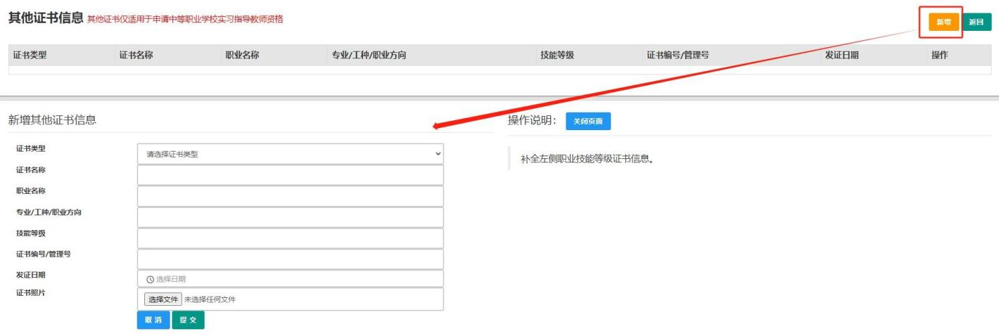 其他证书信息 其他证书仅适用于申请中等职业学校实习指导教师资格
新增 返回
证书类型 证书名称 职业名称 专业/工种/职业方向 技能等级 证书编号/管理号 发证日期 操作
新增其他证书信息
操作说明： 关闭页面
证书类型 请选择证书类型
补全左侧职业技能等级证书信息。
证书名称
职业名称
专业/工种/职业方向
技能等级
证书编号/管理号
发证日期 选择日期
证书照片 选择文件 未选择任何文件
取消 提交